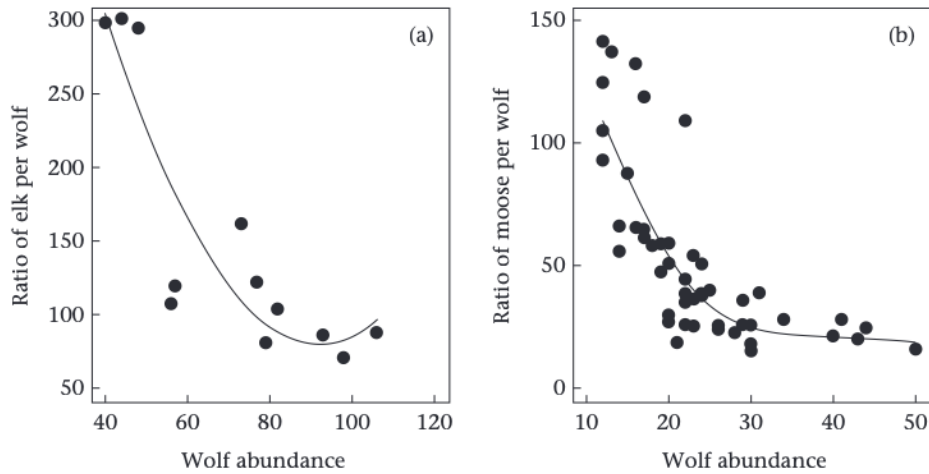 (a)
Ratio of elk per wolf
300
250
200
150
100
50
40 60 80 100 120
Wolf abundance
(b)
Ratio of moose per wolf
150
100
50
0
10 20 30 40 50
Wolf abundance